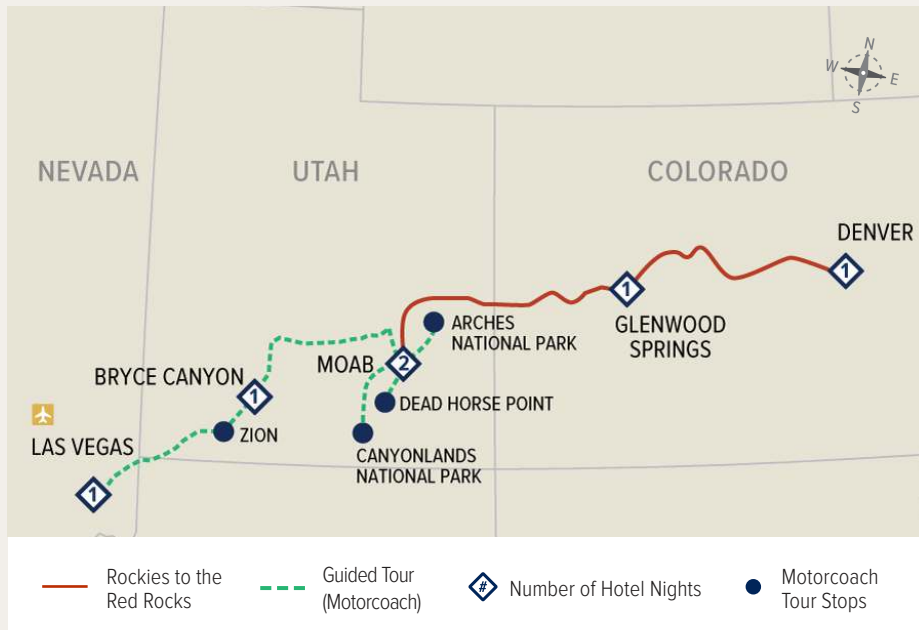 N
W
E
S
NEVADA
UTAH
COLORADO
DENVER
1
1
GLENWOOD
SPRINGS
ARCHES
NATIONAL PARK
MOAB
2
BRYCE CANYON
1
DEAD HORSE POINT
ZION
CANYONLANDS
NATIONAL PARK
LAS VEGAS
1
Rockies to the
Red Rocks
Guided Tour
(Motorcoach)
#
Number of Hotel Nights
Motorcoach
Tour Stops